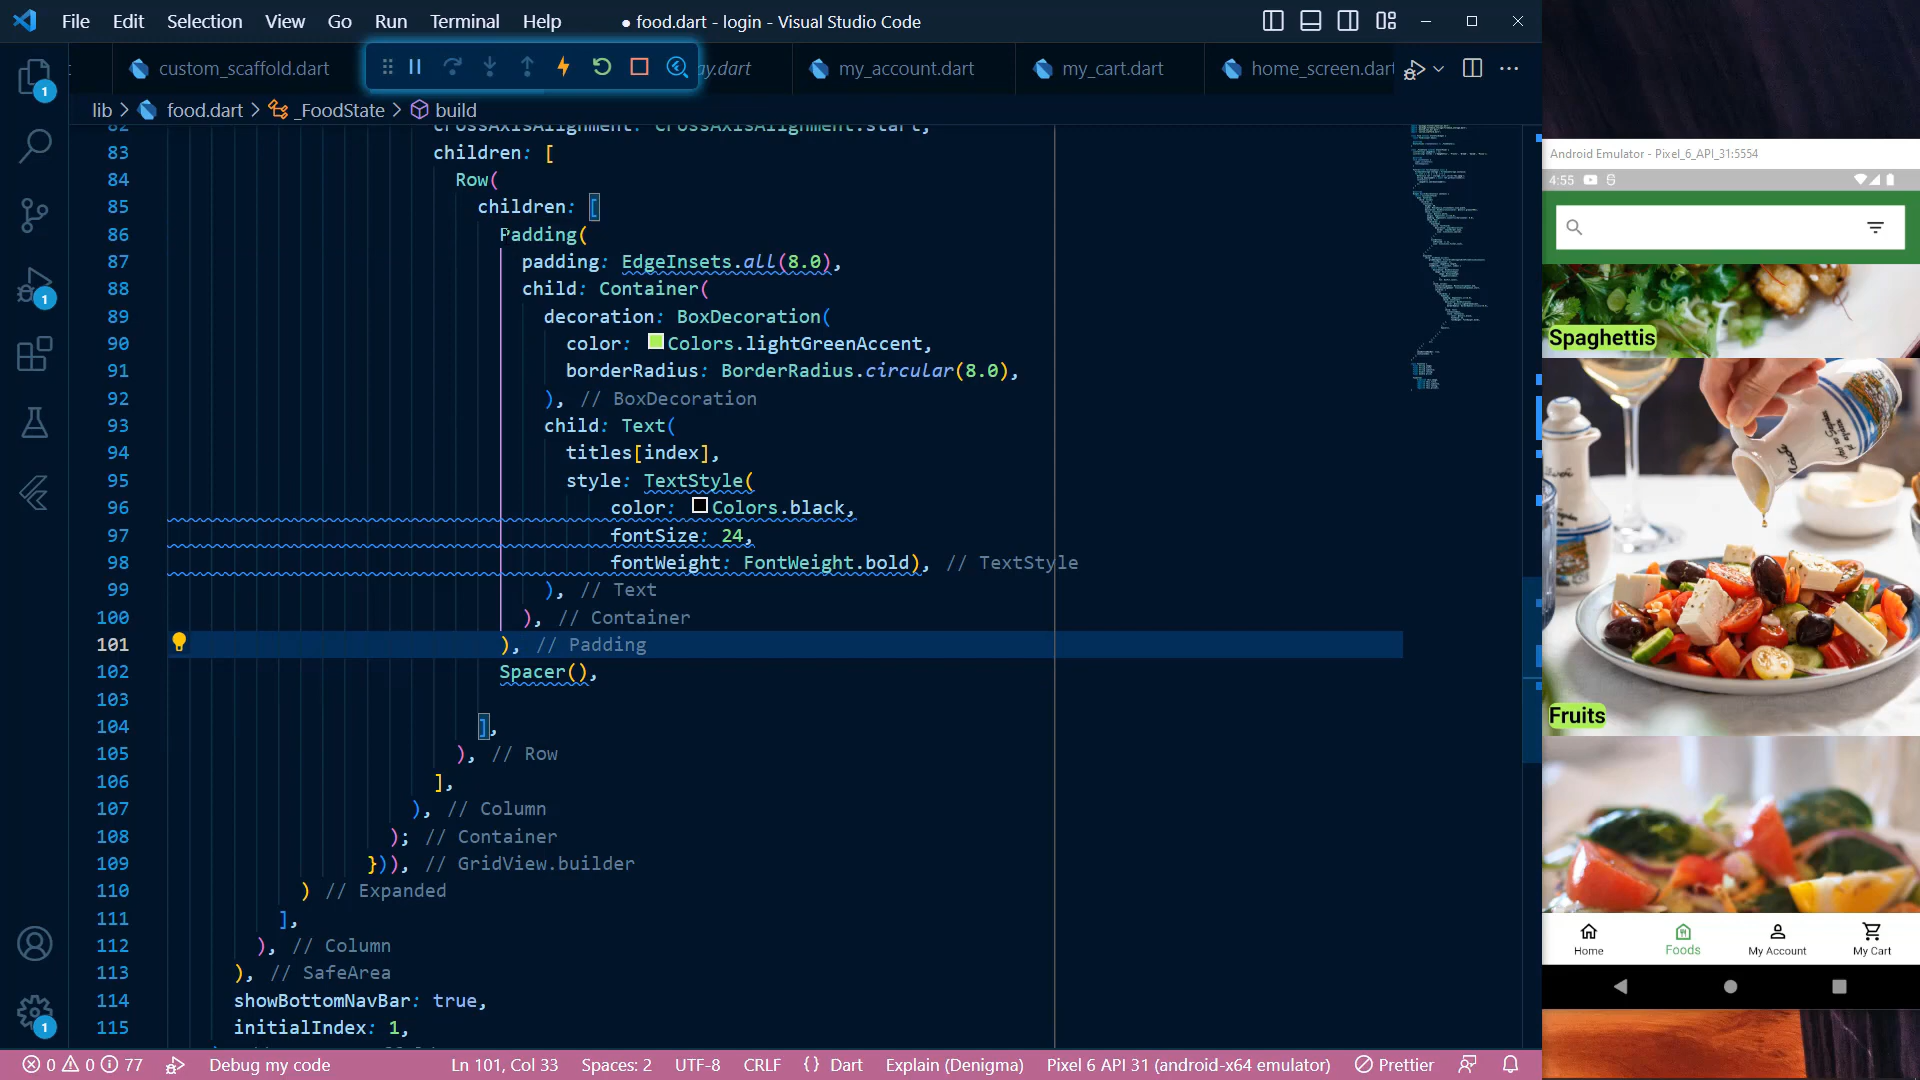 File Edit Selection View Go Run Terminal Help
● food.dart - login - Visual Studio Code
custom_scaffold.dart
ay.dart
my_account.dart
my_cart.dart
home_screen.dart
lib > food.dart > _FoodState > build
82 crossAxisAlignment: CrossAxisAlignment.start,
83 children: [
84 Row(
85 children: [
86 Padding(
87 padding: EdgeInsets.all(8.0),
88 child: Container(
89 decoration: BoxDecoration(
90 color: Colors.lightGreenAccent,
91 borderRadius: BorderRadius.circular(8.0),
92 ), // BoxDecoration
93 child: Text(
94 titles[index],
95 style: TextStyle(
96 color: Colors.black,
97 fontSize: 24,
98 fontWeight: FontWeight.bold), // TextStyle
99 ), // Text
100 ), // Container
101 ), // Padding
102 Spacer(),
103
104 ],
105 ), // Row
106 ],
107 ), // Column
108 ); // Container
109 })), // GridView.builder
110 ) // Expanded
111 ],
112 ), // Column
113 ), // SafeArea
114 showBottomNavBar: true,
115 initialIndex: 1,
1
1
1
0 0 77 Debug my code Ln 101, Col 33 Spaces: 2 UTF-8 CRLF {} Dart Explain (Denigma) Pixel 6 API 31 (android-x64 emulator) Prettier
Android Emulator - Pixel_6_API_31:5554
4:55
Spaghettis
Fruits
Home Foods My Account My Cart